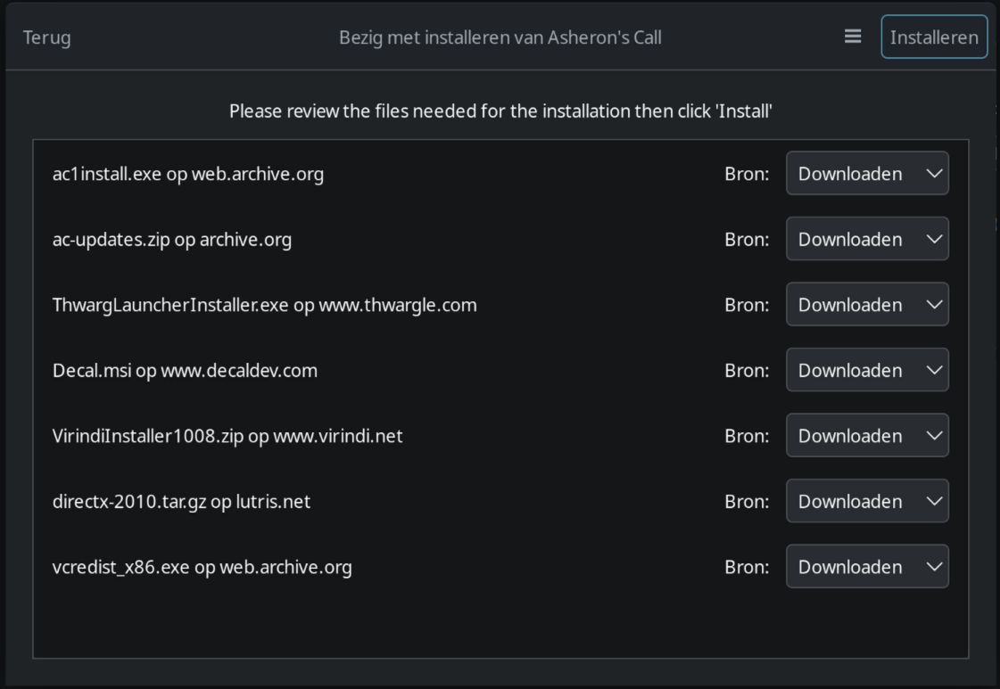 Terug
Bezig met installeren van Asheron's Call
Installeren
Please review the files needed for the installation then click 'Install'
ac1install.exe op web.archive.org Bron: Downloaden
ac-updates.zip op archive.org Bron: Downloaden
ThwargLauncherInstaller.exe op www.thwargle.com Bron: Downloaden
Decal.msi op www.decaldev.com Bron: Downloaden
VirindiInstaller1008.zip op www.virindi.net Bron: Downloaden
directx-2010.tar.gz op lutris.net Bron: Downloaden
vcredist_x86.exe op web.archive.org Bron: Downloaden